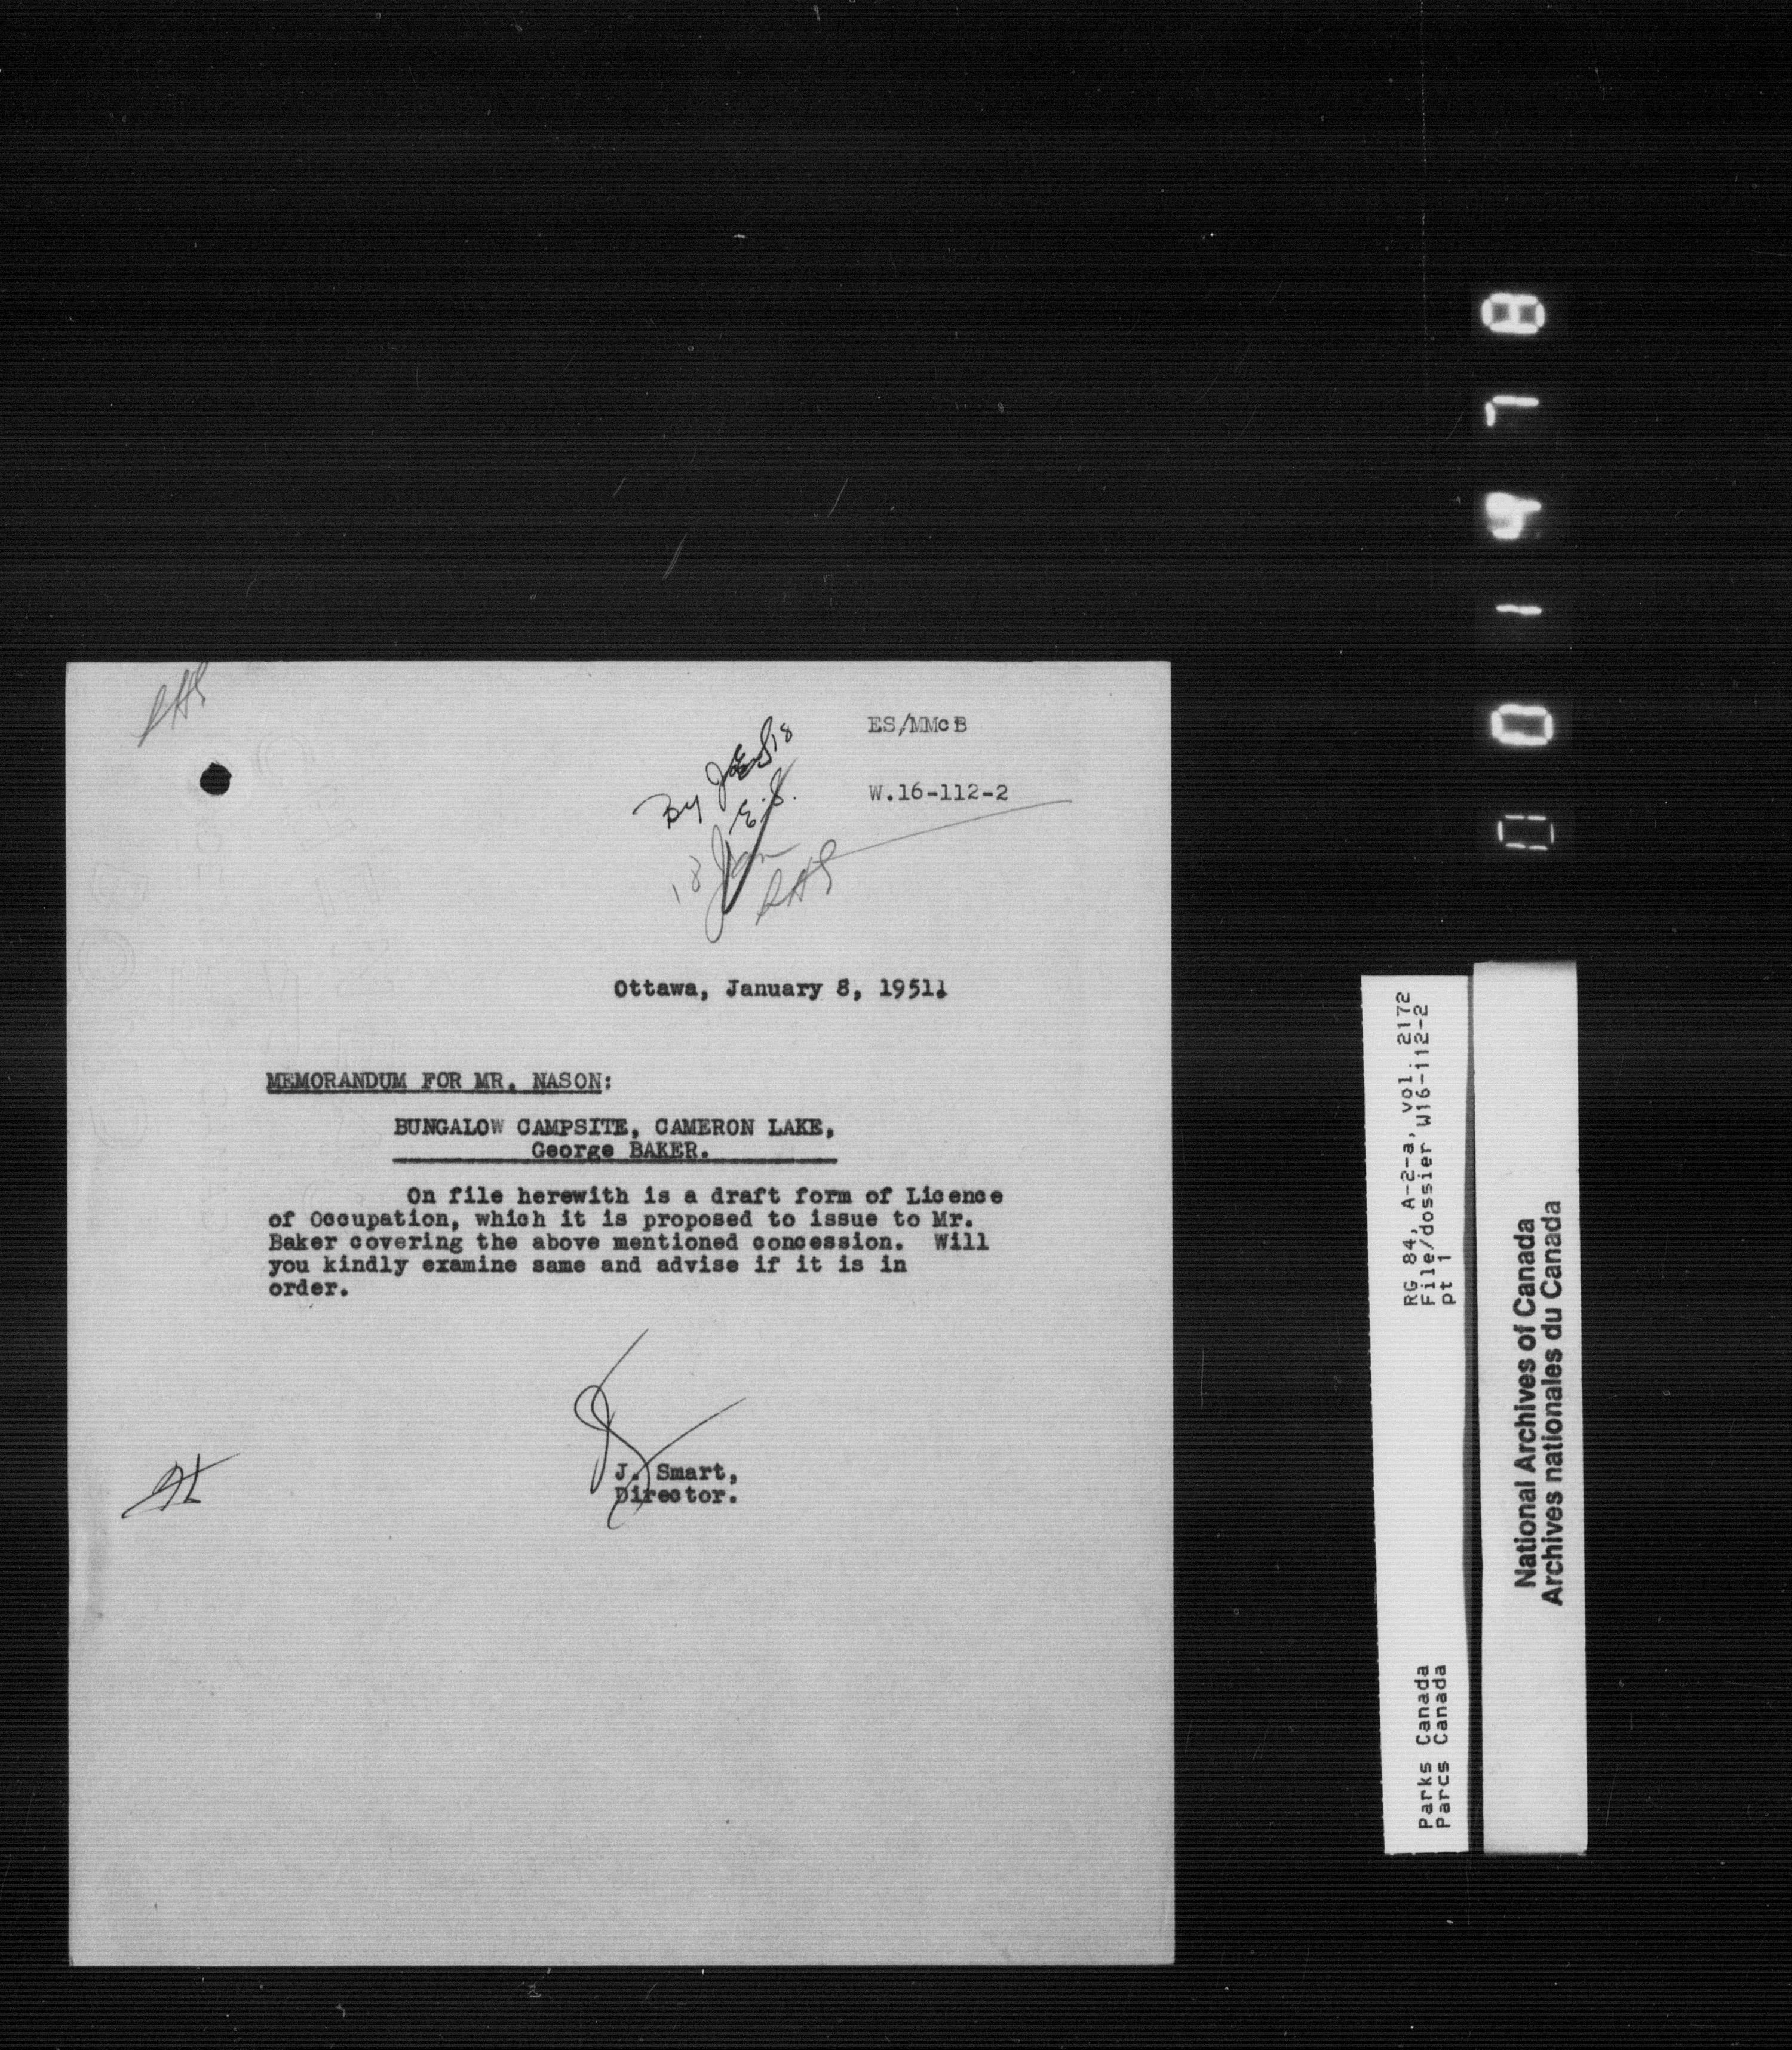 ES/MMcB
By
E.S.
W.16-112-2
18 Jan
Ottawa, January 8, 1951.
MEMORANDUM FOR MR. NASON:
BUNGALOW CAMPSITE, CAMERON LAKE,
George BAKER.
On file herewith is a draft form of Licence
of Occupation, which it is proposed to issue to Mr.
Baker covering the above mentioned concession. Will
you kindly examine same and advise if it is in
order.
J. Smart,
Director.
RG 84, A-2-a, vol. 2172
File/dossier W16-112-2
pt 1
Parks Canada
Parcs Canada
National Archives of Canada
Archives nationales du Canada